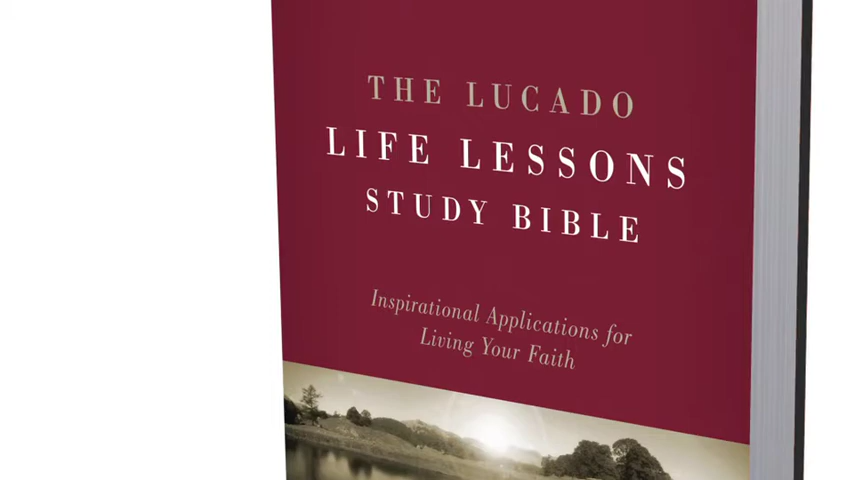 THE LUCADO
LIFE LESSONS
STUDY BIBLE
Inspirational Applications for
Living Your Faith